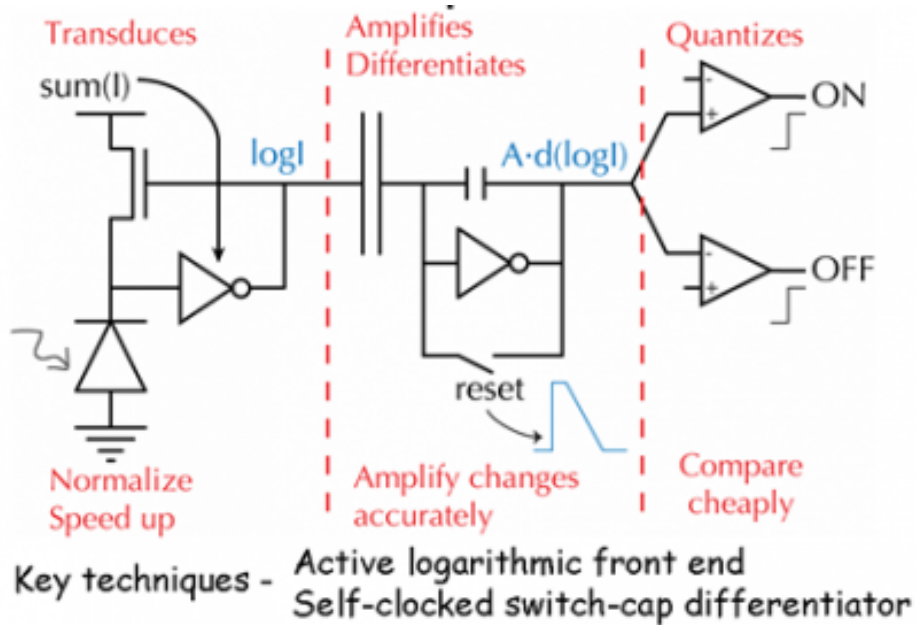 Transduces
sum(I)
logI
Normalize
Speed up
Amplifies
Differentiates
A·d(logI)
reset
Amplify changes
accurately
Quantizes
-
+
ON
-
+
OFF
Compare
cheaply
Key techniques - Active logarithmic front end
Self-clocked switch-cap differentiator